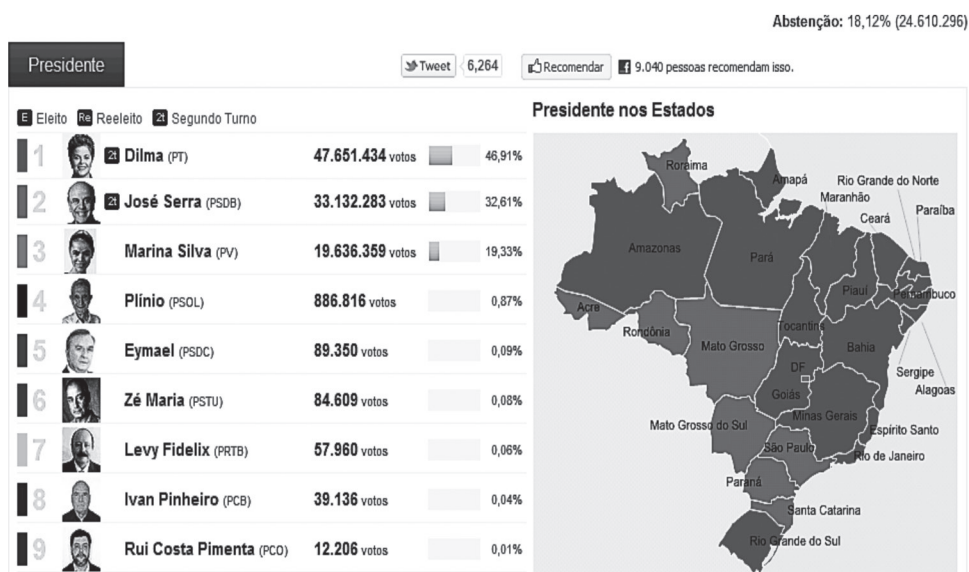 Abstenção: 18,12% (24.610.296)
Presidente
Tweet 6,264 Recomendar 9.040 pessoas recomendam isso.
E Eleito Re Reeleito 2t Segundo Turno
1 2t Dilma (PT) 47.651.434 votos 46,91%
2 2t José Serra (PSDB) 33.132.283 votos 32,61%
3 Marina Silva (PV) 19.636.359 votos 19,33%
4 Plínio (PSOL) 886.816 votos 0,87%
5 Eymael (PSDC) 89.350 votos 0,09%
6 Zé Maria (PSTU) 84.609 votos 0,08%
7 Levy Fidelix (PRTB) 57.960 votos 0,06%
8 Ivan Pinheiro (PCB) 39.136 votos 0,04%
9 Rui Costa Pimenta (PCO) 12.206 votos 0,01%
Presidente nos Estados
Roraima
Amapá
Rio Grande do Norte
Maranhão
Paraíba
Ceará
Amazonas
Pará
Piauí
Pernambuco
Acre
Rondônia
Tocantins
Mato Grosso
Bahia
DF
Sergipe
Goiás
Alagoas
Minas Gerais
Mato Grosso do Sul
Espírito Santo
São Paulo
Rio de Janeiro
Paraná
Santa Catarina
Rio Grande do Sul